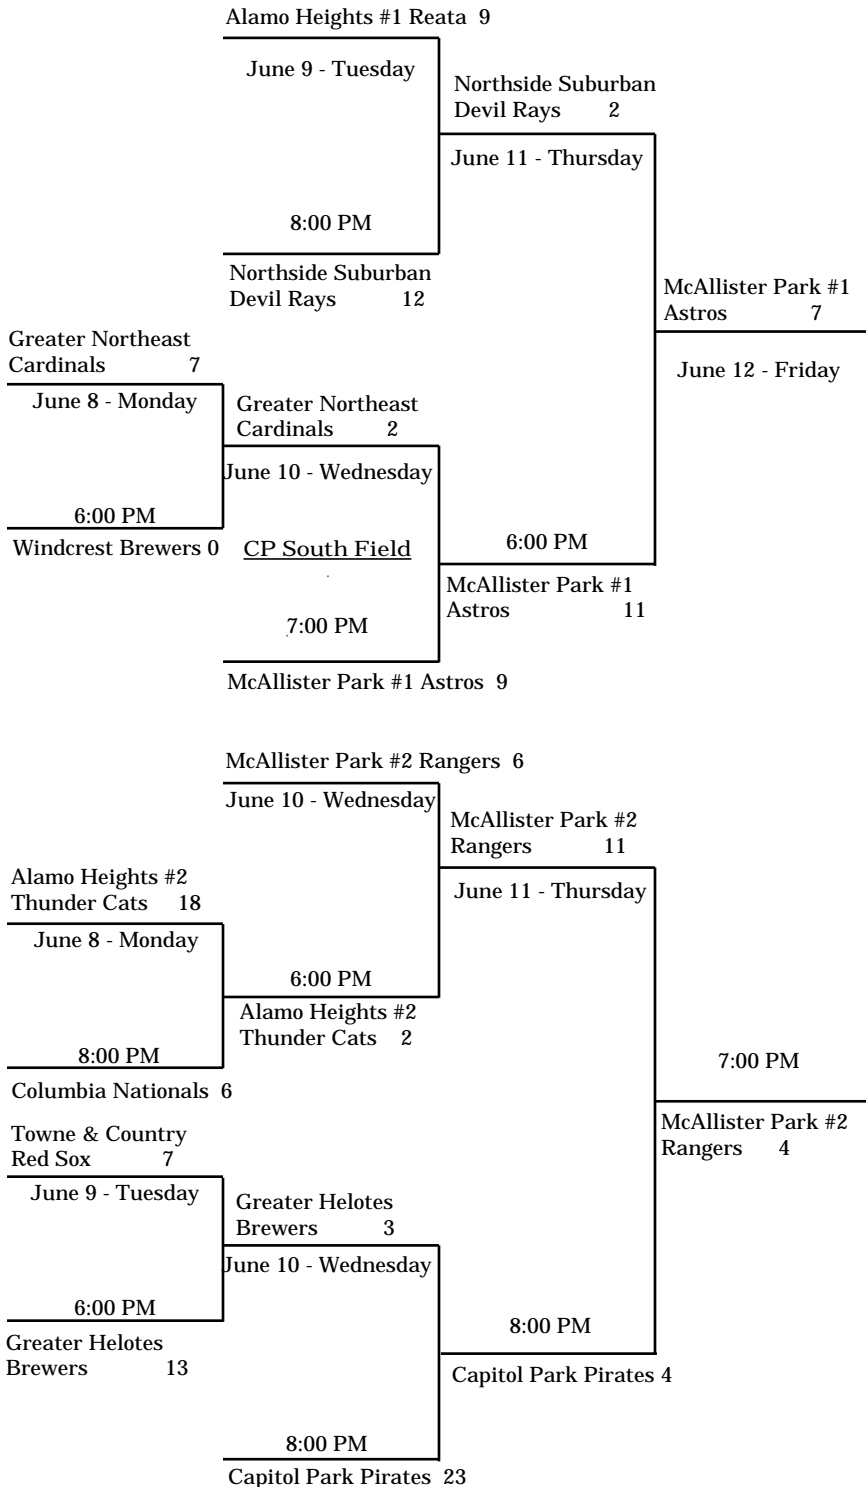 Alamo Heights #1 Reata 9
June 9 - Tuesday
Northside Suburban
Devil Rays 2
June 11 - Thursday
8:00 PM
Northside Suburban
Devil Rays 12
McAllister Park #1
Astros 7
Greater Northeast
Cardinals 7
June 12 - Friday
June 8 - Monday
Greater Northeast
Cardinals 2
June 10 - Wednesday
6:00 PM
Windcrest Brewers 0
CP South Field
6:00 PM
McAllister Park #1
Astros 11
7:00 PM
McAllister Park #1 Astros 9
McAllister Park #2 Rangers 6
June 10 - Wednesday
McAllister Park #2
Rangers 11
Alamo Heights #2
Thunder Cats 18
June 11 - Thursday
June 8 - Monday
6:00 PM
Alamo Heights #2
Thunder Cats 2
8:00 PM
7:00 PM
Columbia Nationals 6
McAllister Park #2
Rangers 4
Towne & Country
Red Sox 7
June 9 - Tuesday
Greater Helotes
Brewers 3
June 10 - Wednesday
6:00 PM
8:00 PM
Greater Helotes
Brewers 13
Capitol Park Pirates 4
8:00 PM
Capitol Park Pirates 23